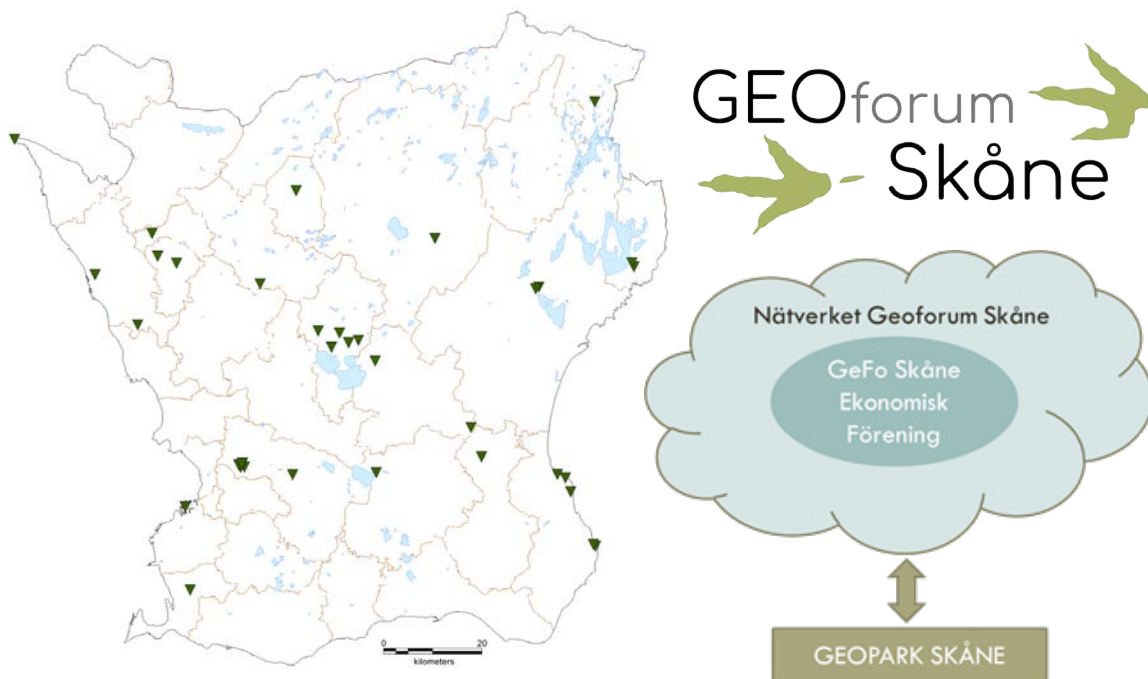 GEOforum
Skåne
Nätverket Geoforum Skåne
GeFo Skåne
Ekonomisk
Förening
GEOPARK SKÅNE
0 20
kilometers